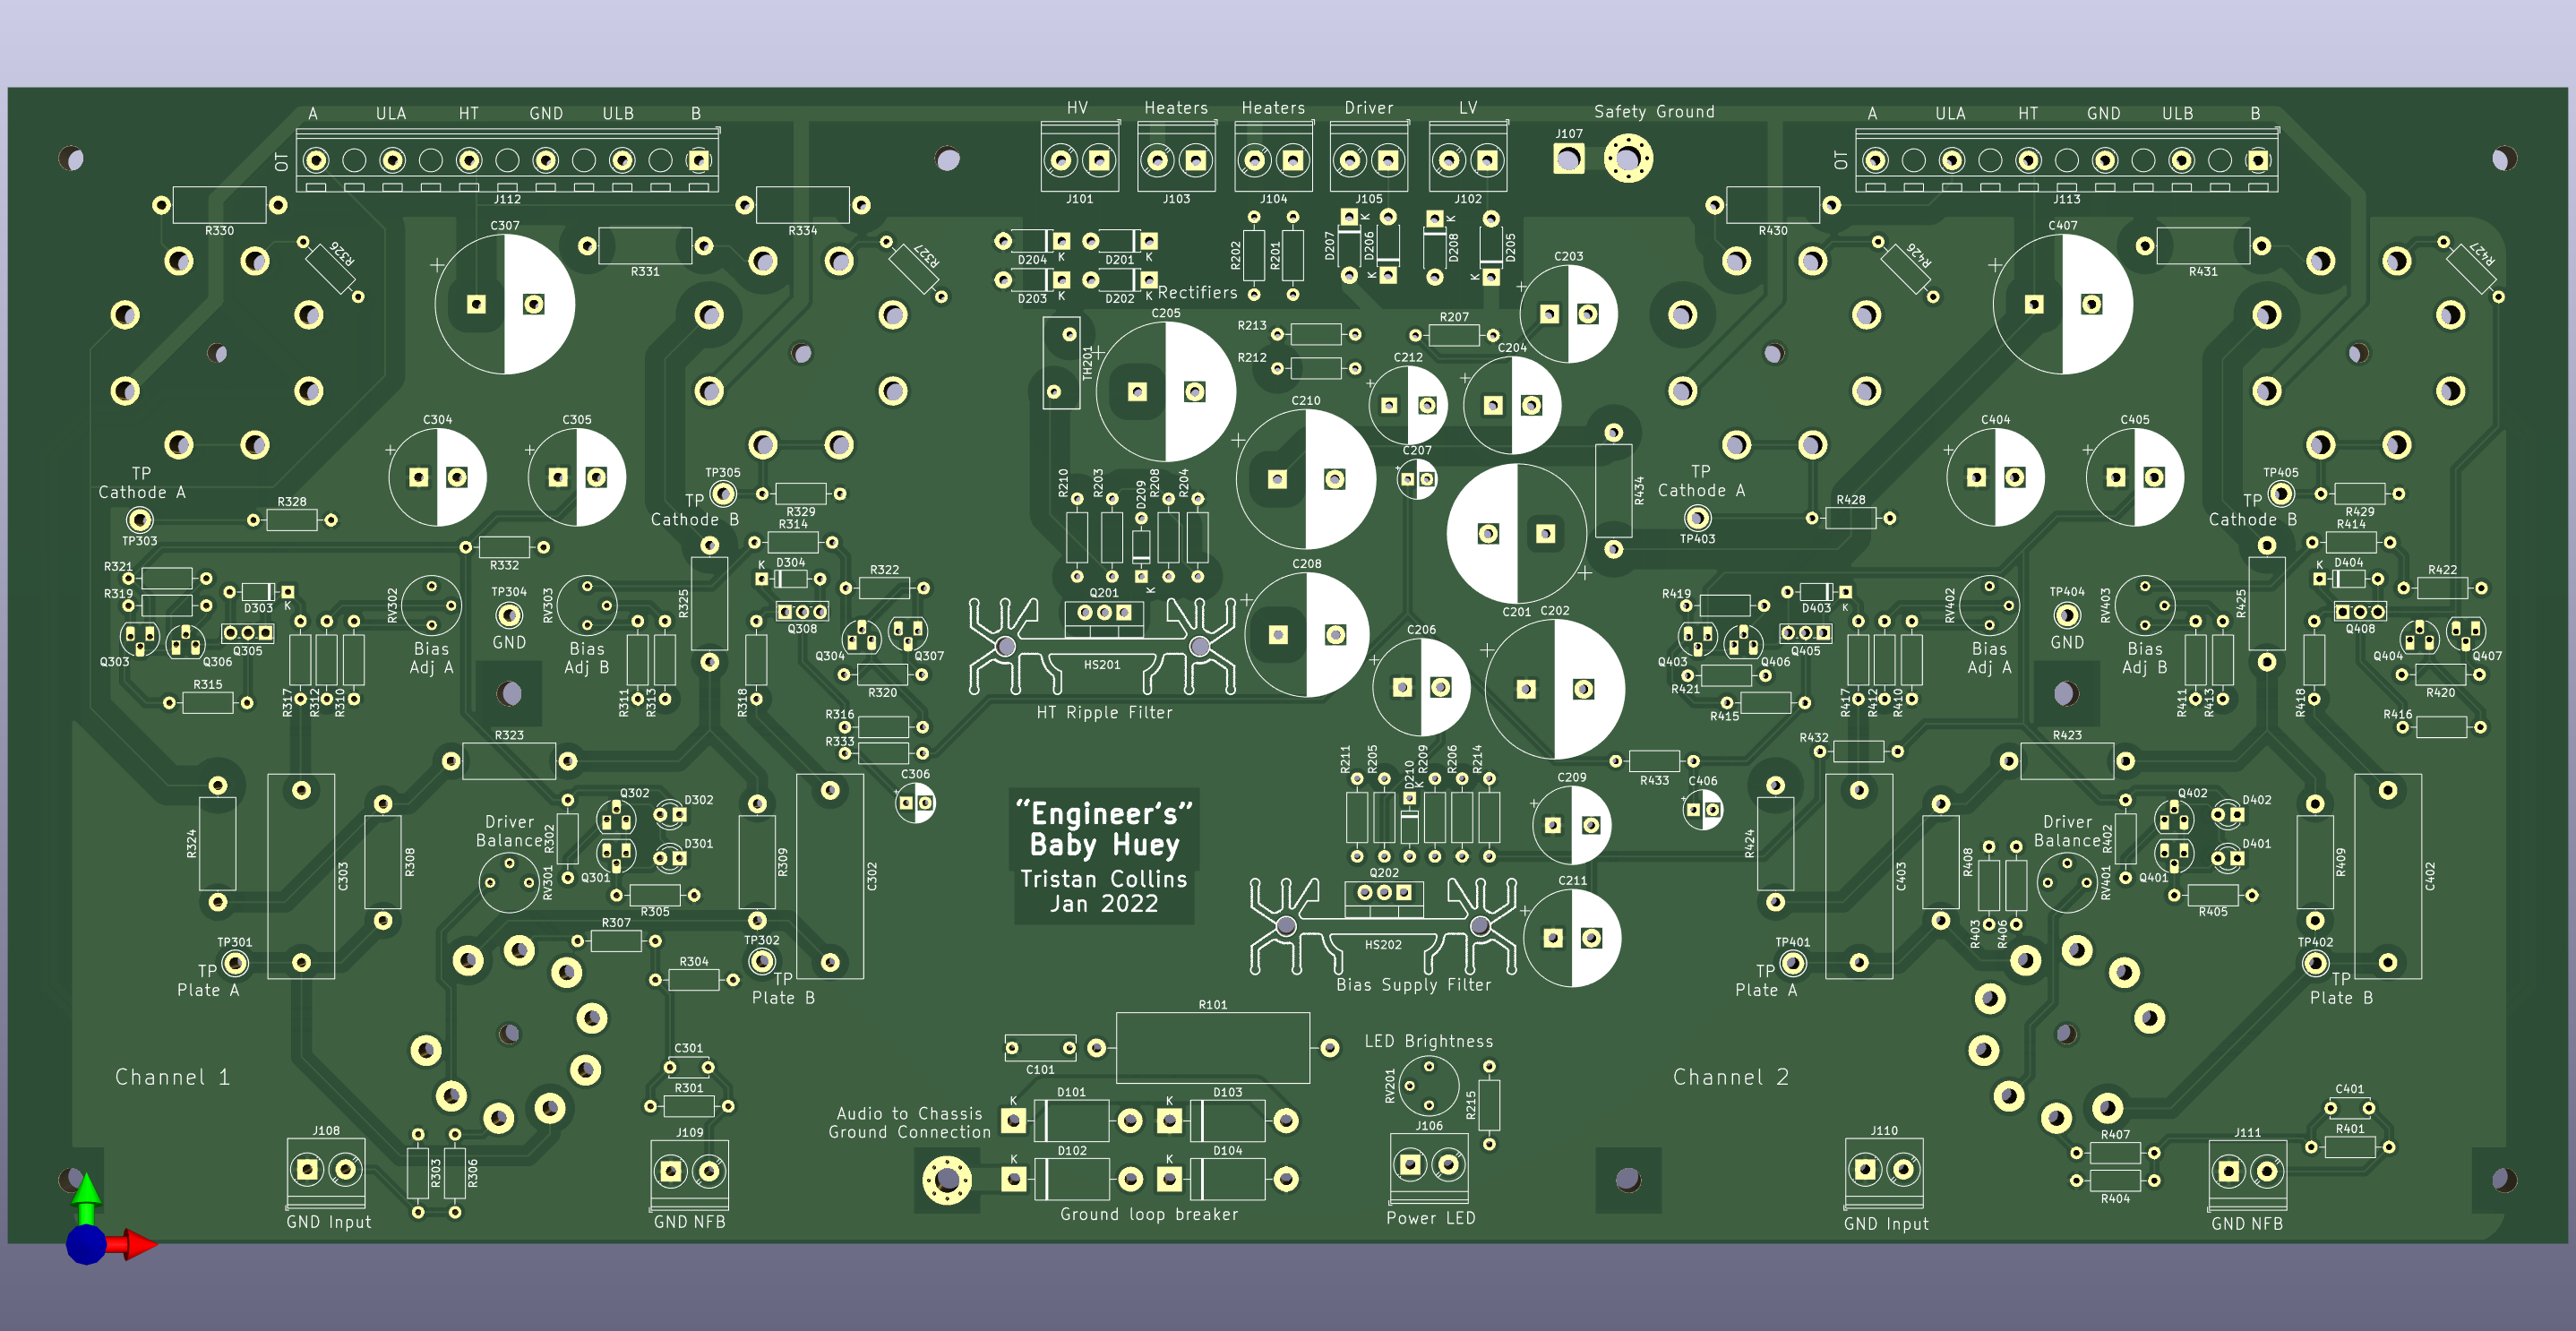 A ULA HT GND ULB B
OT
J112
HV Heaters Heaters Driver LV
J101 J103 J104 J105 J102
Safety Ground
J107
A ULA HT GND ULB B
OT
J113
R330 C307 R334
R326 R331 R327
D204 K D201 K
D203 K D202 K
Rectifiers
R202 R201 D207 K D206 K D208 K D205 K
C203
R430 C407
R426 R431 R427
TH201 C205 R213 R207
R212 C212 C204
C210 C207
C304 C305
TP
Cathode A
TP303
R328
TP305
TP
Cathode B
R329
R314
R332
R210 R203 D209 K R208 R204
R434
C201
TP
Cathode A
TP403
R428
C404 C405
TP405
TP
Cathode B
R429
R414
R321
R319
D303 K
Q303 Q306 Q305
R315
R317 R312 R310
RV302
Bias
Adj A
TP304
GND
RV303
Bias
Adj B
R311 R313
R325
K D304
Q308
R322
Q304 Q307
R320
R318
R316
R333
C306
Q201
HS201
HT Ripple Filter
C208
C206
C202
R419
D403 K
Q403 Q406 Q405
R421
R415
R417 R412 R410
RV402
Bias
Adj A
TP404
GND
RV403
Bias
Adj B
R411 R413
R425
K D404
Q408
R422
Q404 Q407
R420
R418
R416
R323
R324
C303
R308
Driver
Balance
RV301
R302
Q302 D302
D301
Q301
R305
R309
C302
"Engineer's"
Baby Huey
Tristan Collins
Jan 2022
R211 R205 D210 K R209 R206 R214
C209
R433
C406
R432
R423
R424
C403
R408
Driver
Balance
RV401
R402
Q402 D402
D401
Q401
R405
R409
C402
Q202
HS202
C211
Bias Supply Filter
R403 R406
R307
R304
TP301
TP
Plate A
TP302
TP
Plate B
TP401
TP
Plate A
TP402
TP
Plate B
R101
C101
LED Brightness
RV201
R215
Channel 1
C301
R301
Audio to Chassis
Ground Connection
K D101 K D103
K D102 K D104
Ground loop breaker
J106
Power LED
Channel 2
C401
R401
R407
R404
J108
GND Input
R303 R306
J109
GND NFB
J110
GND Input
J111
GND NFB